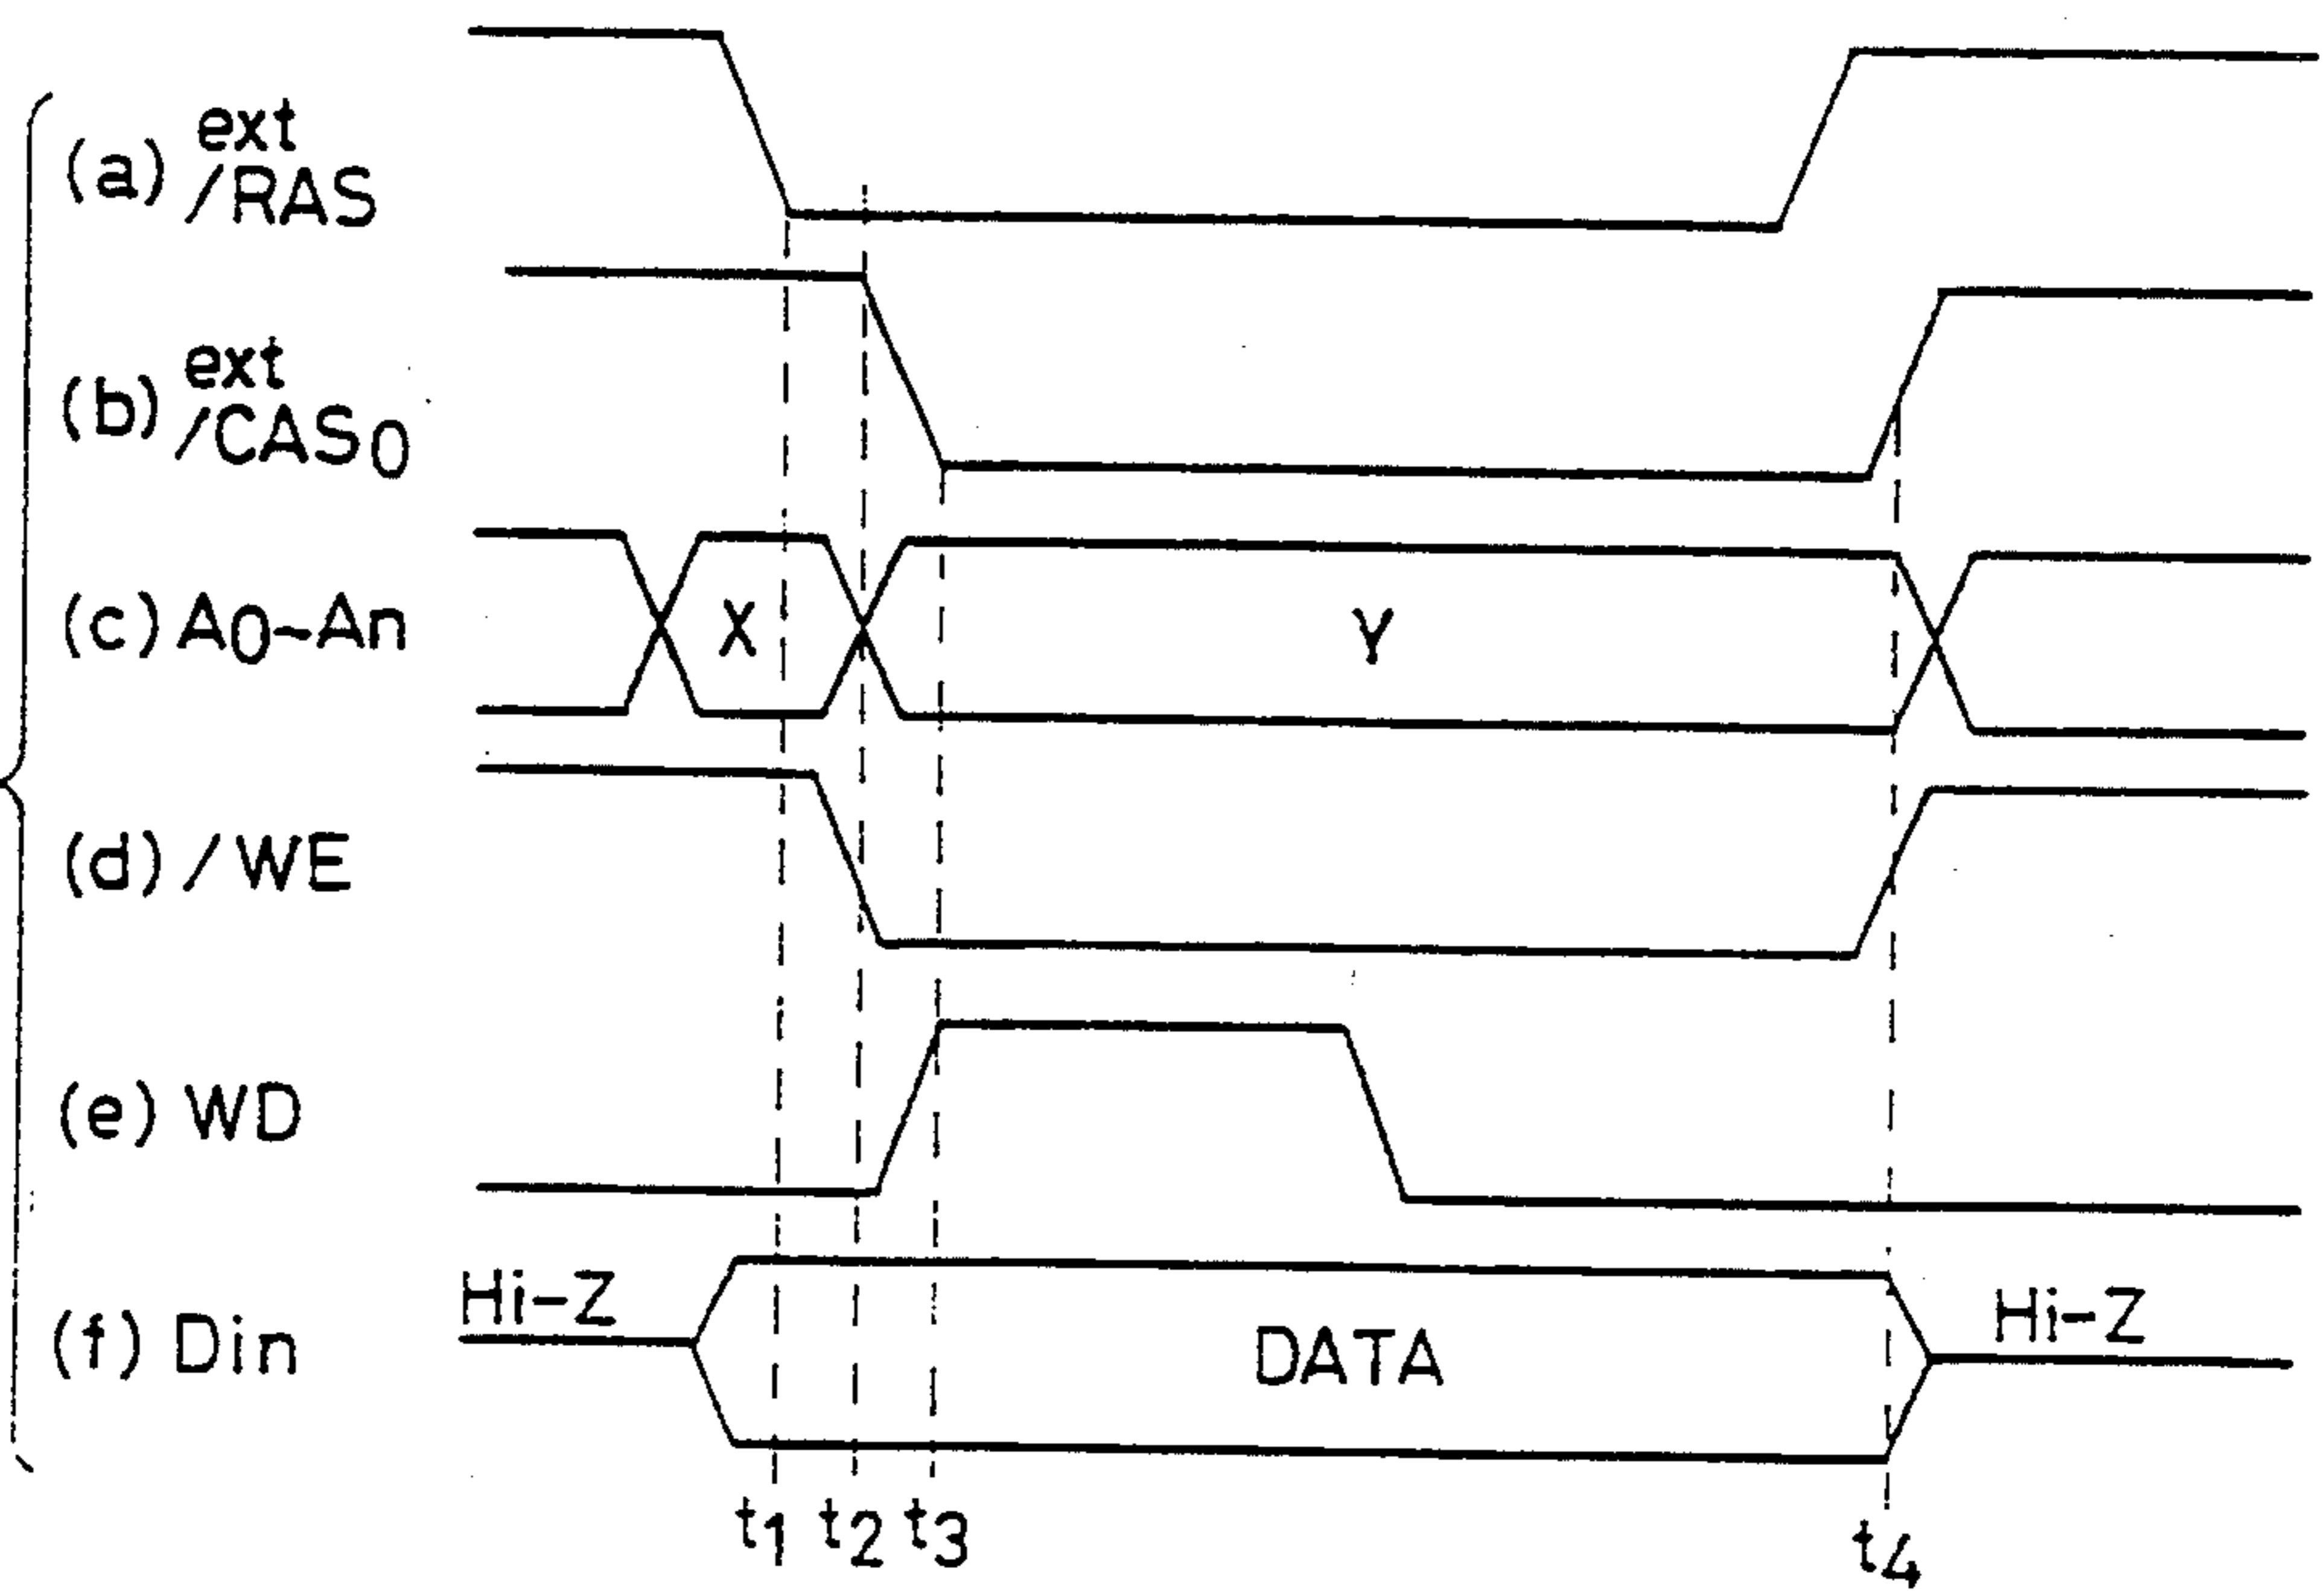 (a) ext
/RAS
(b) ext
/CAS0
(c) A0~An
X
Y
(d) /WE
(e) WD
(f) Din
Hi-Z
DATA
Hi-Z
t1 t2 t3 t4